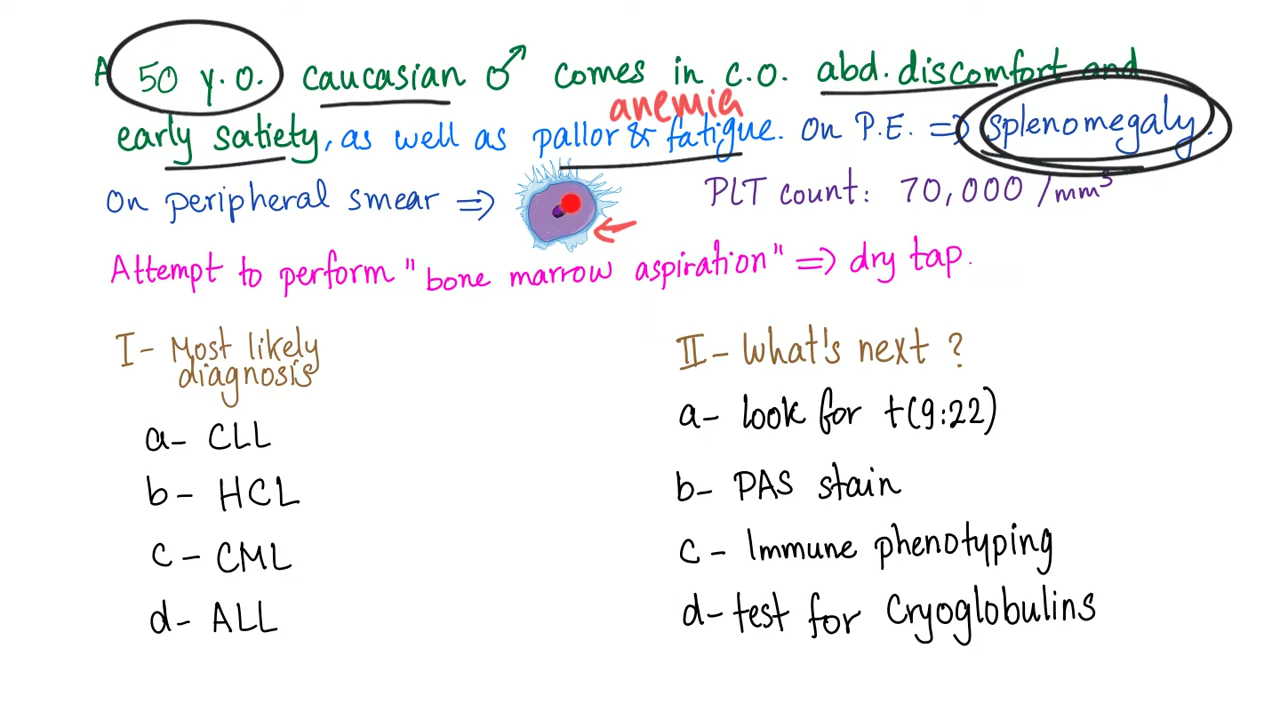 A 50 y.o. caucasian ♂ comes in c.o. abd. discomfort and
anemia
early satiety, as well as pallor & fatigue. On P.E. => splenomegaly.
On peripheral smear => PLT count: 70,000 /mm³
Attempt to perform "bone marrow aspiration" => dry tap.
I- Most likely
diagnosis
a- CLL
b- HCL
c- CML
d- ALL
II- What's next ?
a- look for t(9:22)
b- PAS stain
c- Immune phenotyping
d- test for Cryoglobulins